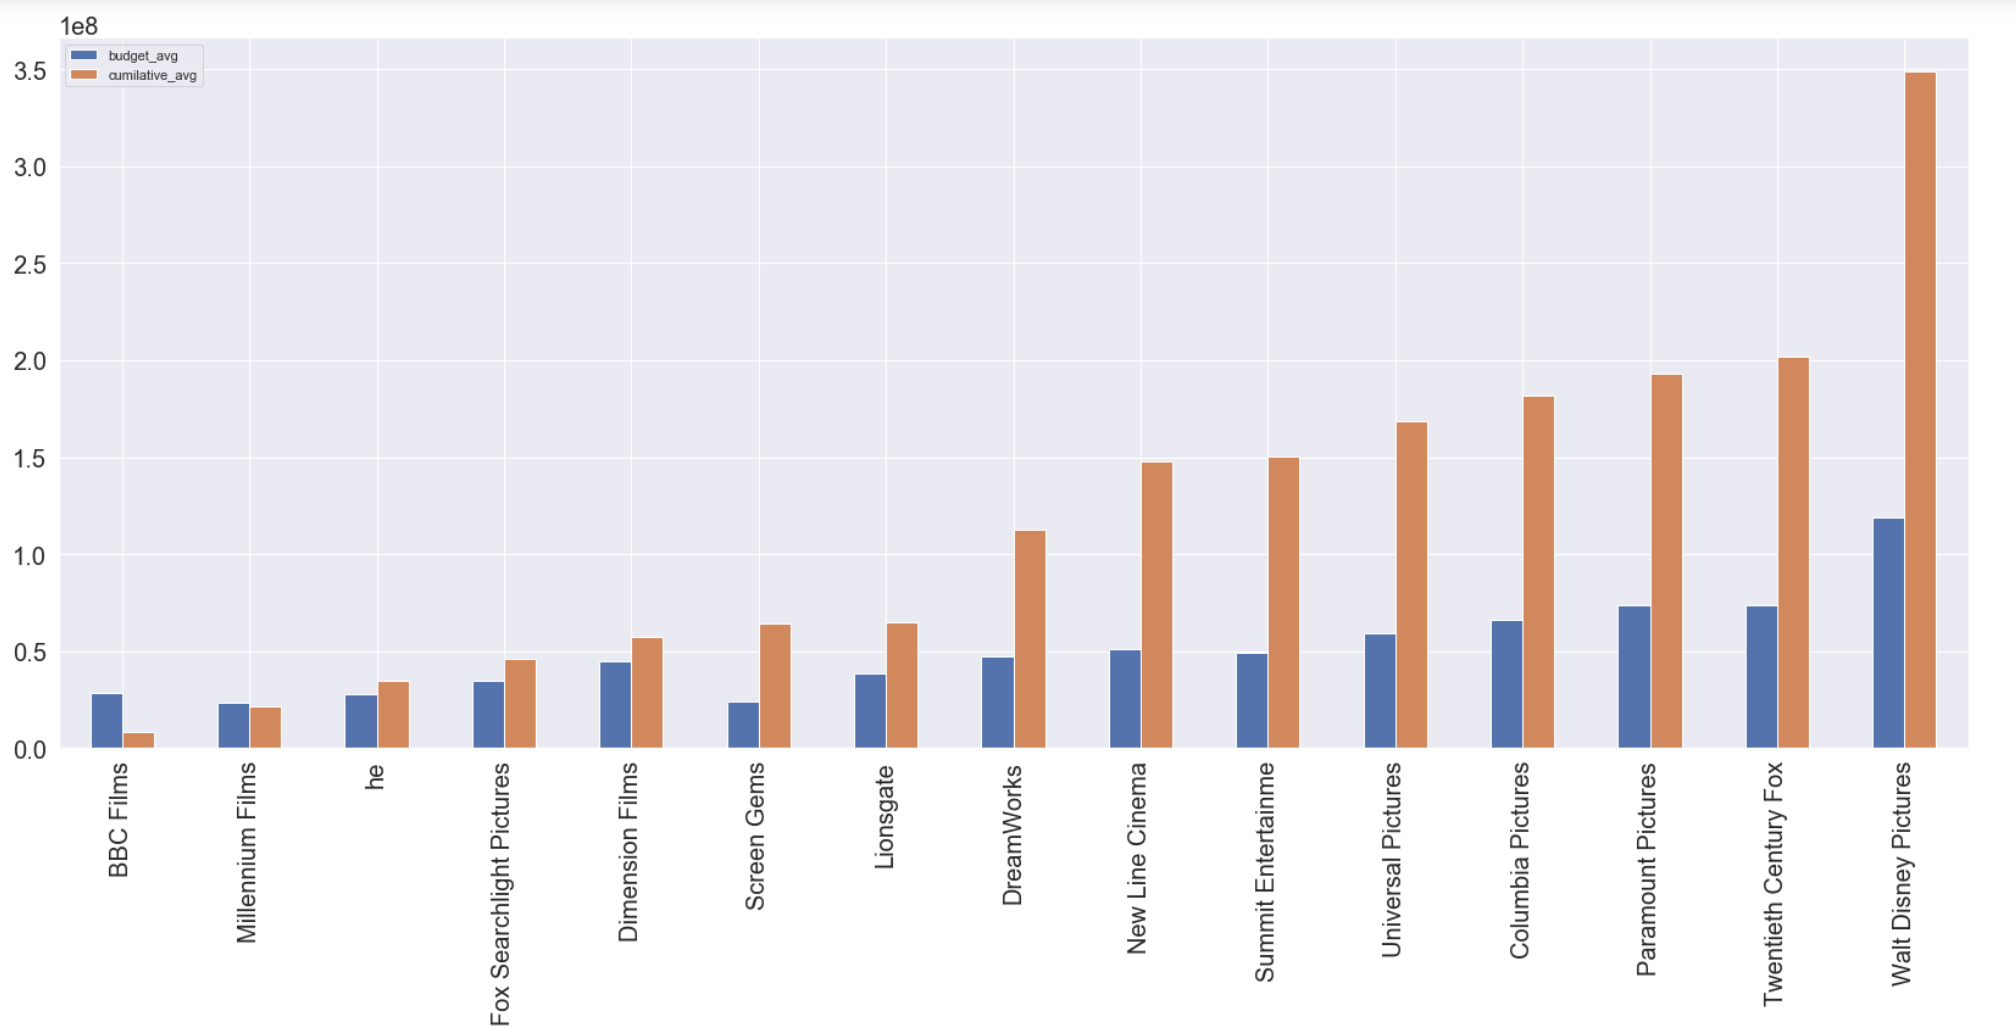 1e8
budget_avg
cumilative_avg
3.5
3.0
2.5
2.0
1.5
1.0
0.5
0.0
BBC Films
Millennium Films
he
Fox Searchlight Pictures
Dimension Films
Screen Gems
Lionsgate
DreamWorks
New Line Cinema
Summit Entertainme
Universal Pictures
Columbia Pictures
Paramount Pictures
Twentieth Century Fox
Walt Disney Pictures